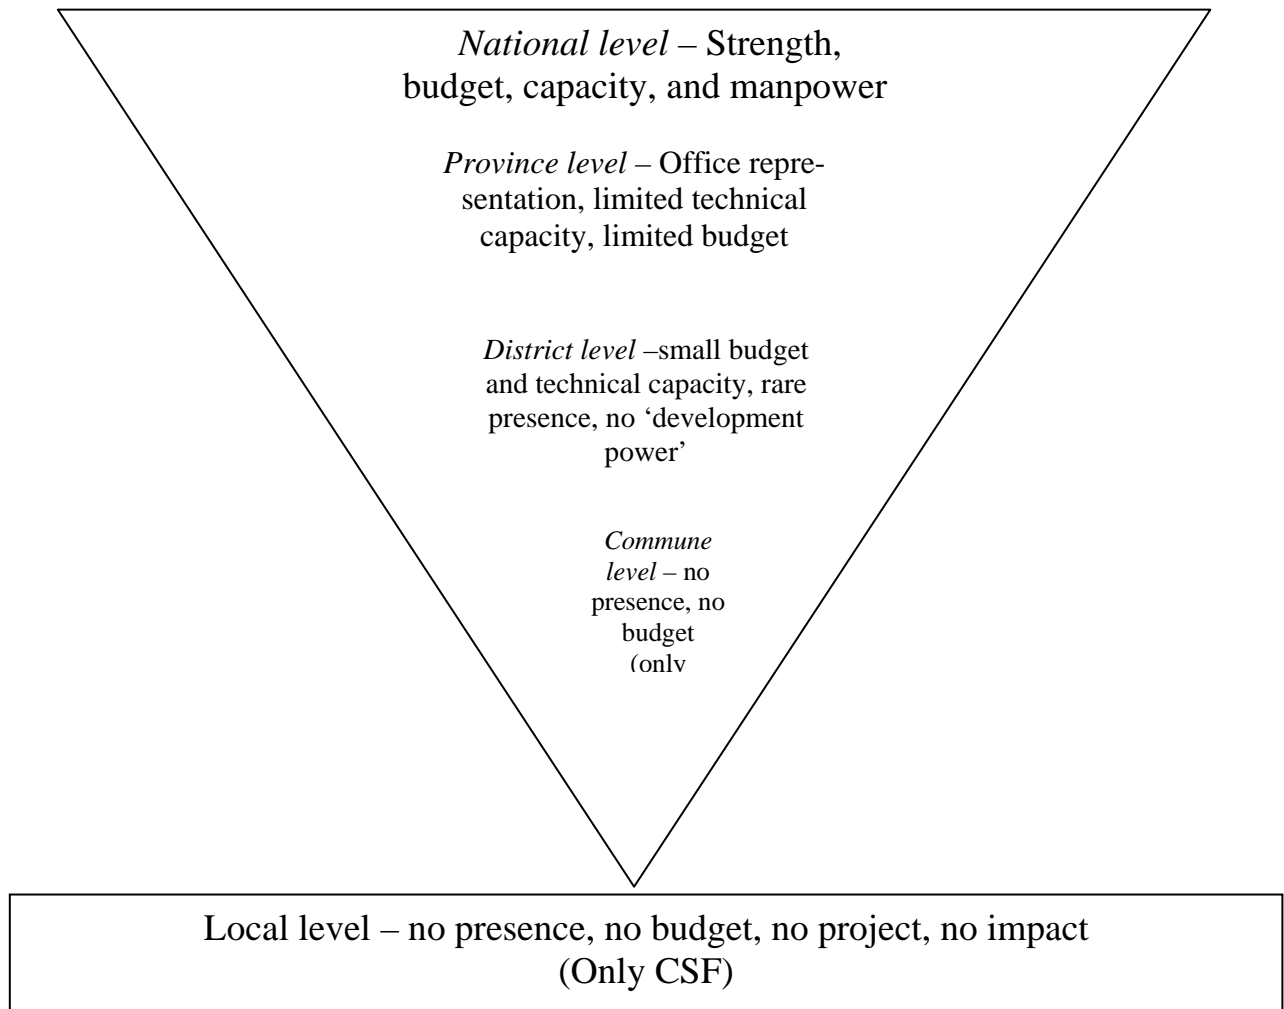 National level – Strength,
budget, capacity, and manpower
Province level – Office repre-
sentation, limited technical
capacity, limited budget
District level –small budget
and technical capacity, rare
presence, no ‘development
power’
Commune
level – no
presence, no
budget
(only
Local level – no presence, no budget, no project, no impact
(Only CSF)